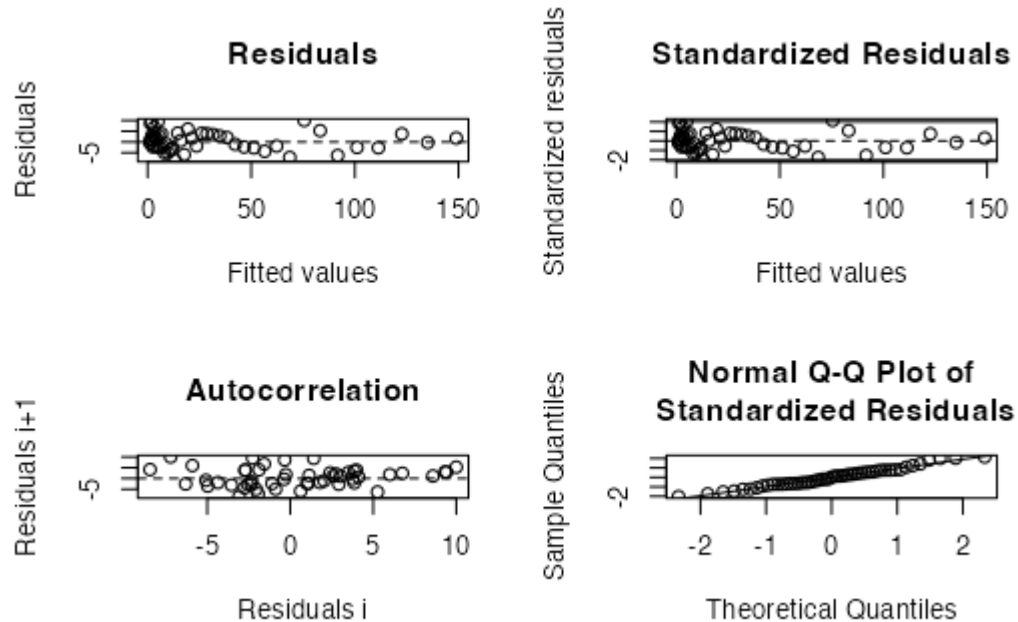 Residuals
Residuals
-5
0 50 100 150
Fitted values
Standardized Residuals
Standardized residuals
-2
0 50 100 150
Fitted values
Autocorrelation
Residuals i+1
-5
-5 0 5 10
Residuals i
Normal Q-Q Plot of
Standardized Residuals
Sample Quantiles
-2
-2 -1 0 1 2
Theoretical Quantiles